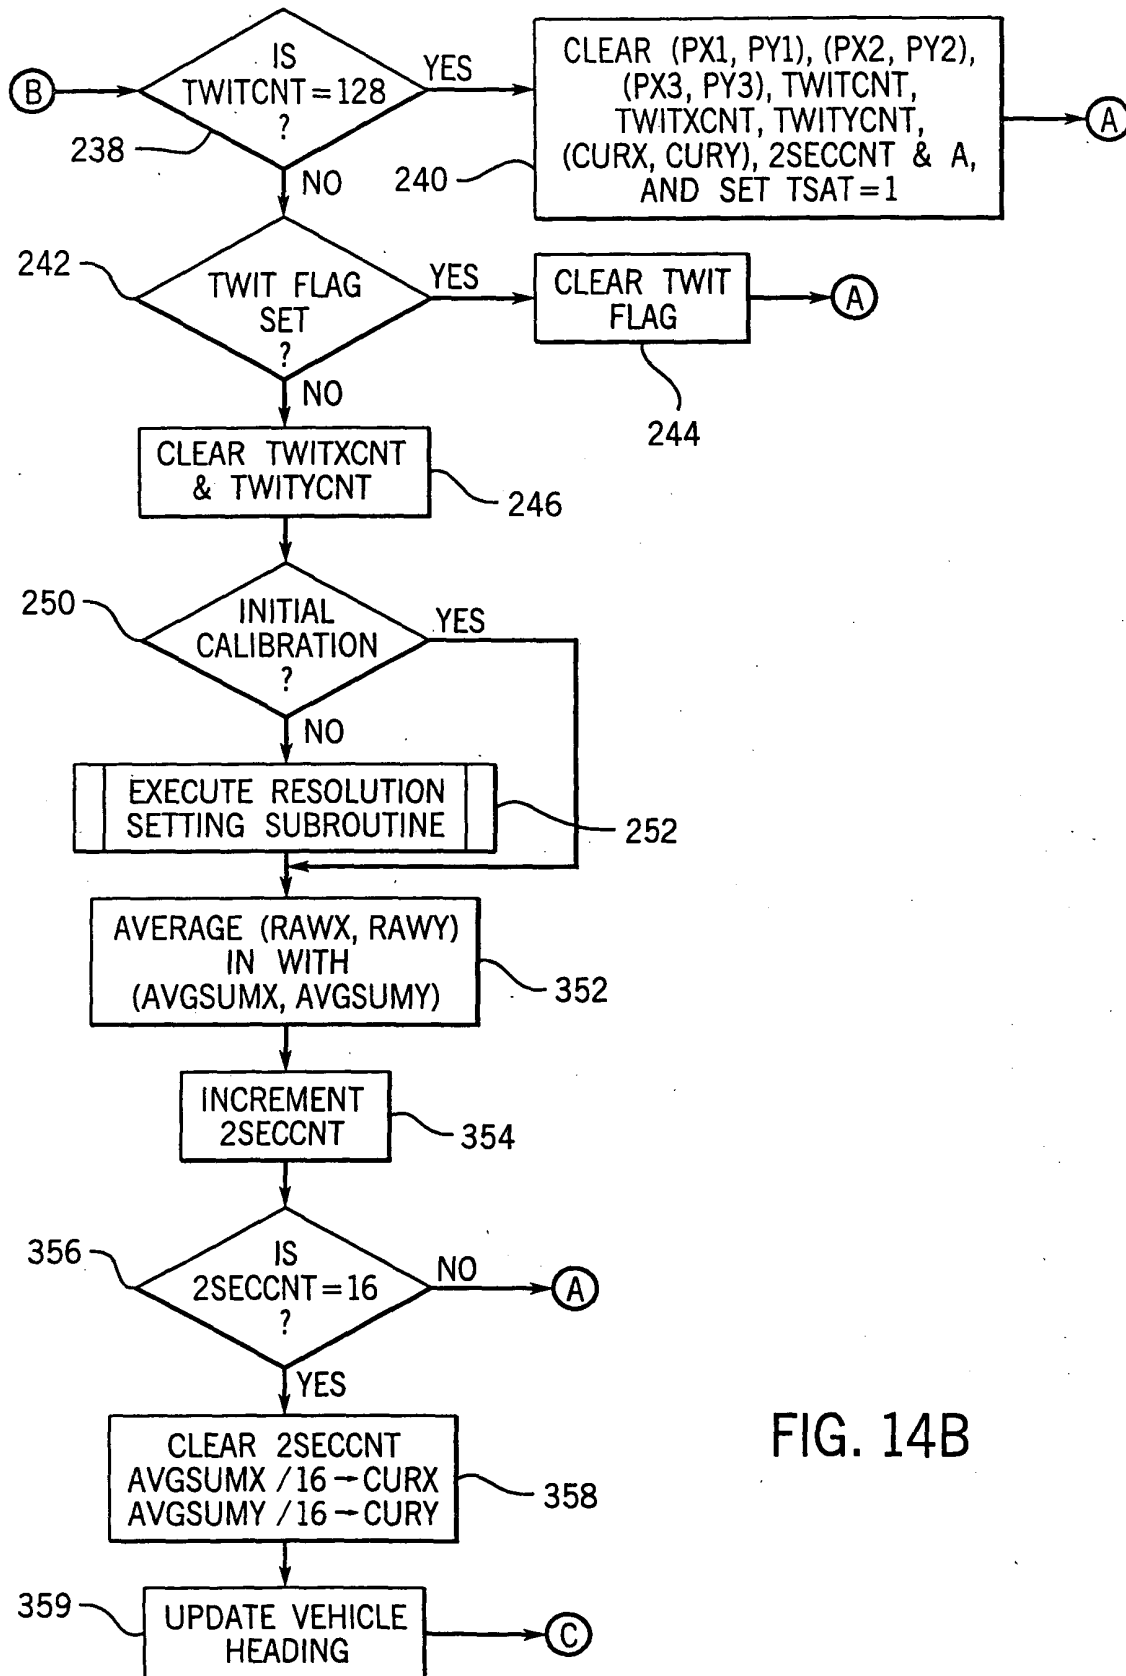 B
IS
TWITCNT=128
?
238
YES
NO
CLEAR (PX1, PY1), (PX2, PY2),
(PX3, PY3), TWITCNT,
TWITXCNT, TWITYCNT,
(CURX, CURY), 2SECCNT & A,
AND SET TSAT=1
240
A
242
TWIT FLAG
SET
?
YES
NO
CLEAR TWIT
FLAG
244
A
CLEAR TWITXCNT
& TWITYCNT
246
250
INITIAL
CALIBRATION
?
YES
NO
EXECUTE RESOLUTION
SETTING SUBROUTINE
252
AVERAGE (RAWX, RAWY)
IN WITH
(AVGSUMX, AVGSUMY)
352
INCREMENT
2SECCNT
354
356
IS
2SECCNT=16
?
NO
A
YES
CLEAR 2SECCNT
AVGSUMX /16→CURX
AVGSUMY /16→CURY
358
359
UPDATE VEHICLE
HEADING
C
FIG. 14B